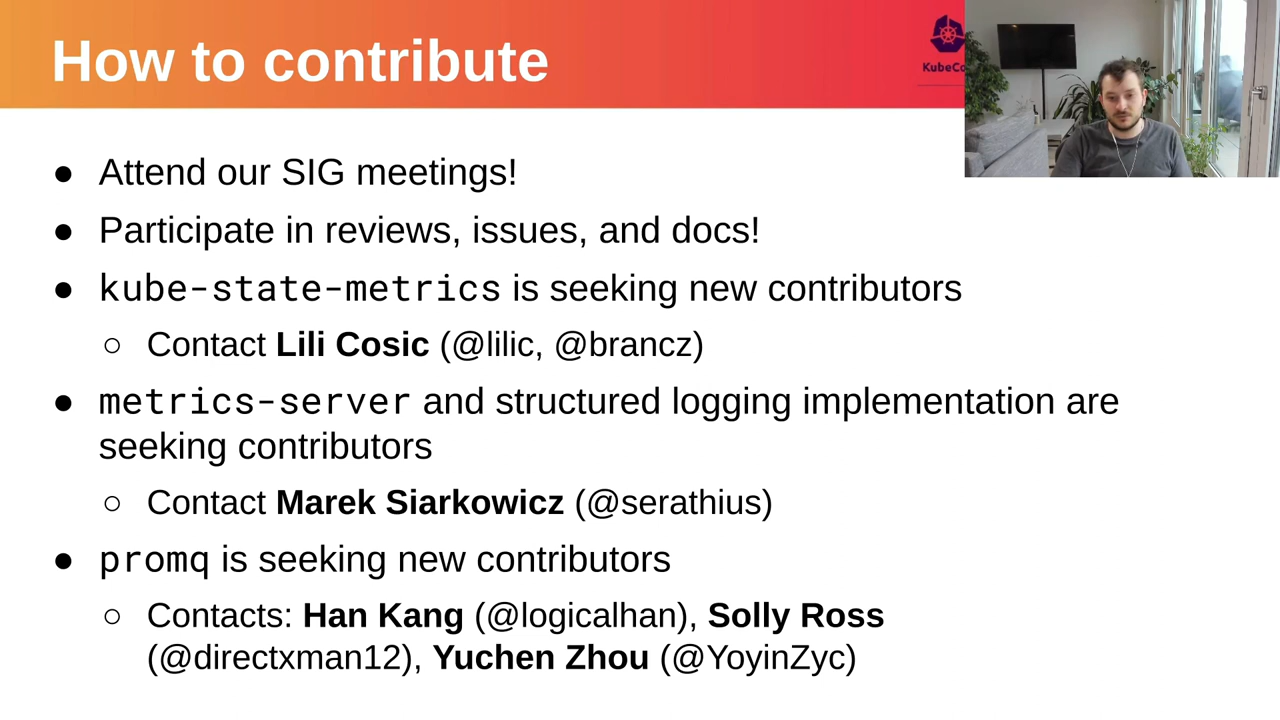 How to contribute
● Attend our SIG meetings!
● Participate in reviews, issues, and docs!
● kube-state-metrics is seeking new contributors
○ Contact Lili Cosic (@lilic, @brancz)
● metrics-server and structured logging implementation are
seeking contributors
○ Contact Marek Siarkowicz (@serathius)
● promq is seeking new contributors
○ Contacts: Han Kang (@logicalhan), Solly Ross
(@directxman12), Yuchen Zhou (@YoyinZyc)